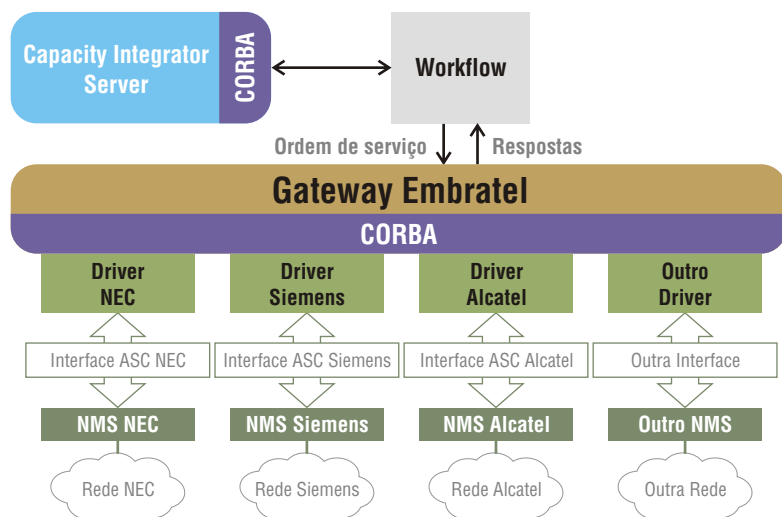 Capacity Integrator
Server
CORBA
Workflow
Ordem de serviço
Respostas
Gateway Embratel
CORBA
Driver
NEC
Driver
Siemens
Driver
Alcatel
Outro
Driver
Interface ASC NEC
Interface ASC Siemens
Interface ASC Alcatel
Outra Interface
NMS NEC
NMS Siemens
NMS Alcatel
Outro NMS
Rede NEC
Rede Siemens
Rede Alcatel
Outra Rede